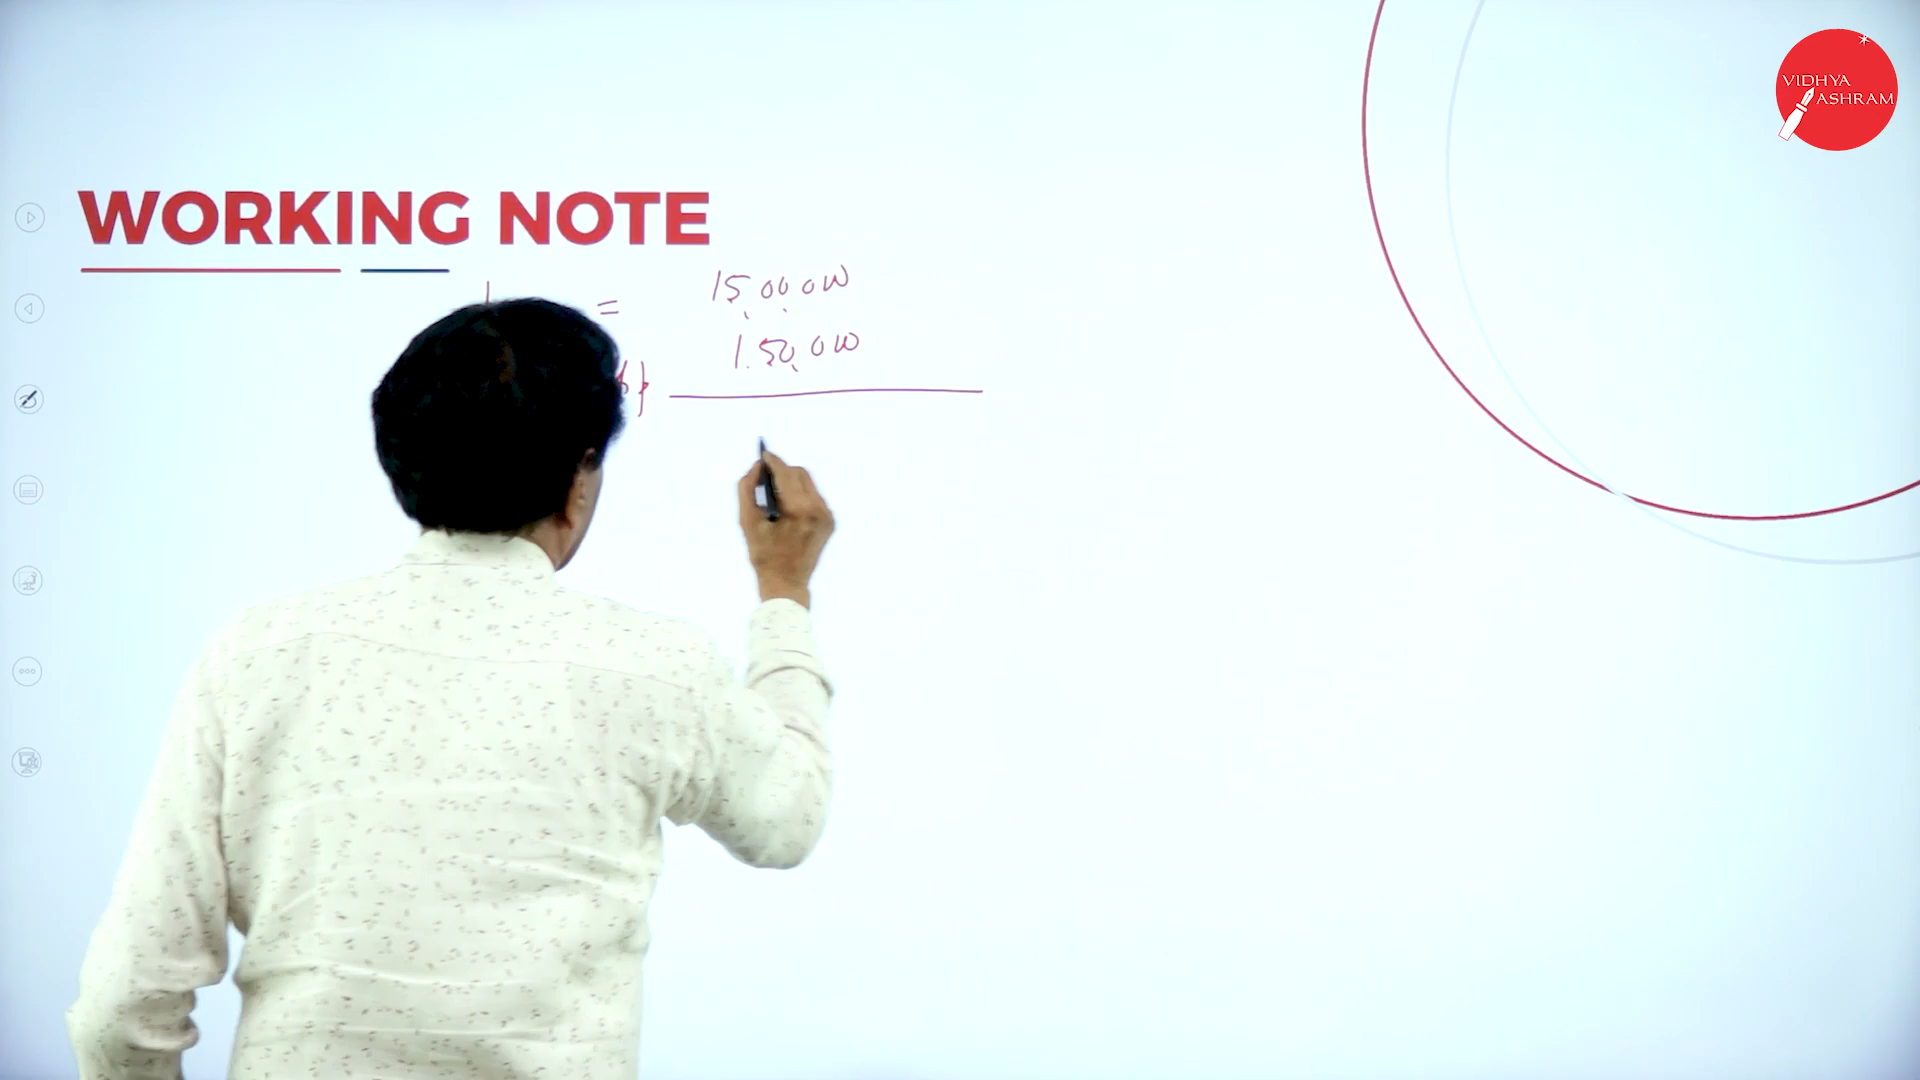 VIDHYA
ASHRAM
WORKING NOTE
= 15,00,000
1,50,000